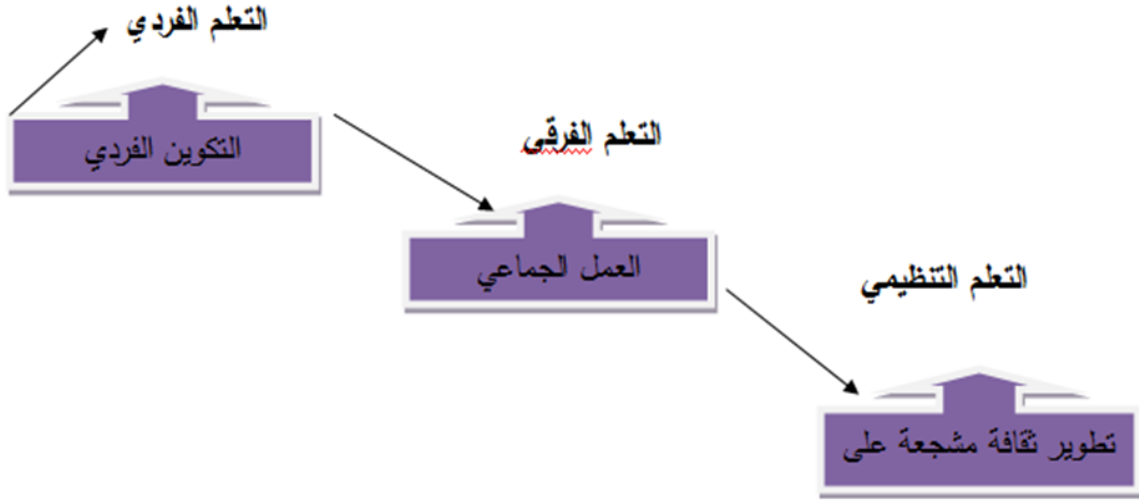 التعلم الفردي
التكوين الفردي
التعلم الفرقي
العمل الجماعي
التعلم التنظيمي
تطوير ثقافة مشجعة على